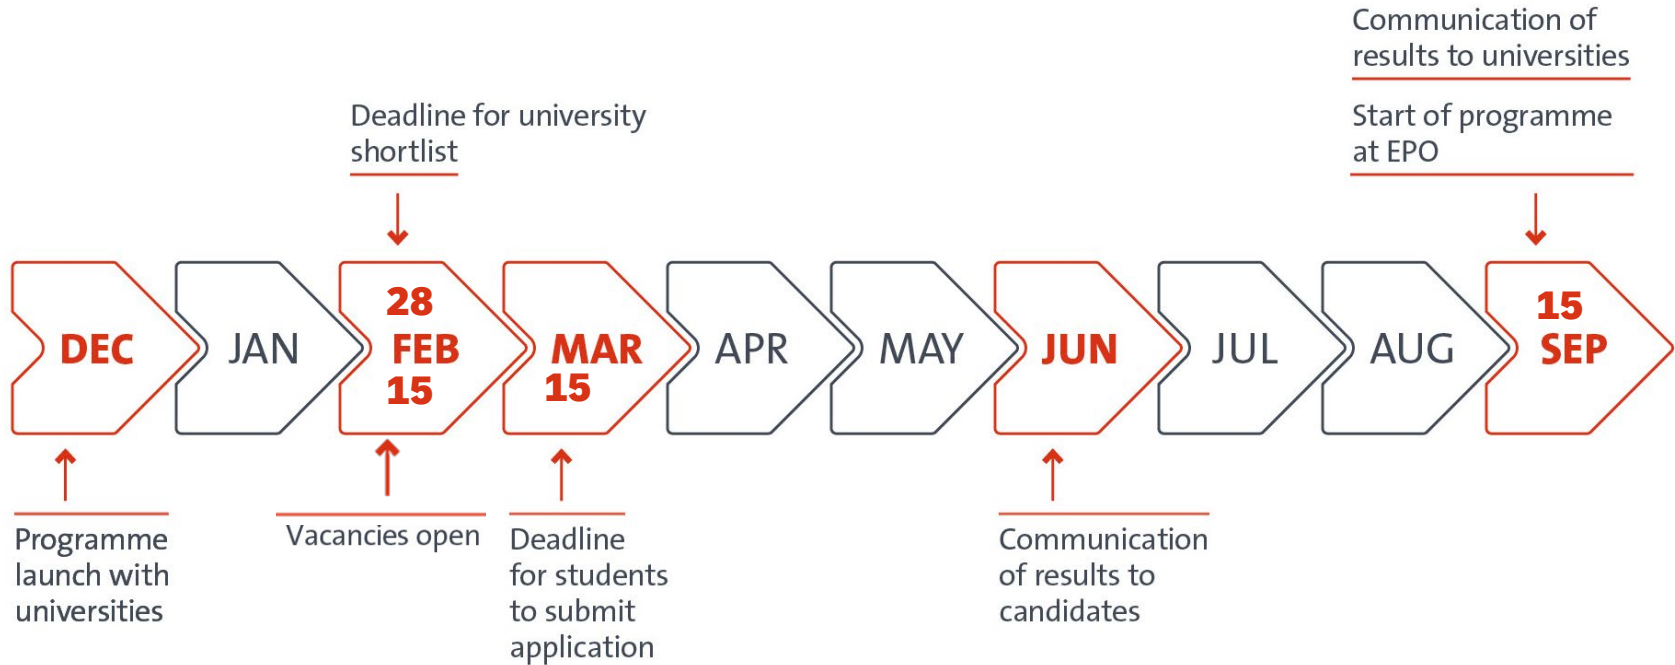 Communication of
results to universities
Start of programme
at EPO
Deadline for university
shortlist
DEC
JAN
28
FEB
15
MAR
15
APR
MAY
JUN
JUL
AUG
15
SEP
Programme
launch with
universities
Vacancies open
Deadline
for students
to submit
application
Communication
of results to
candidates